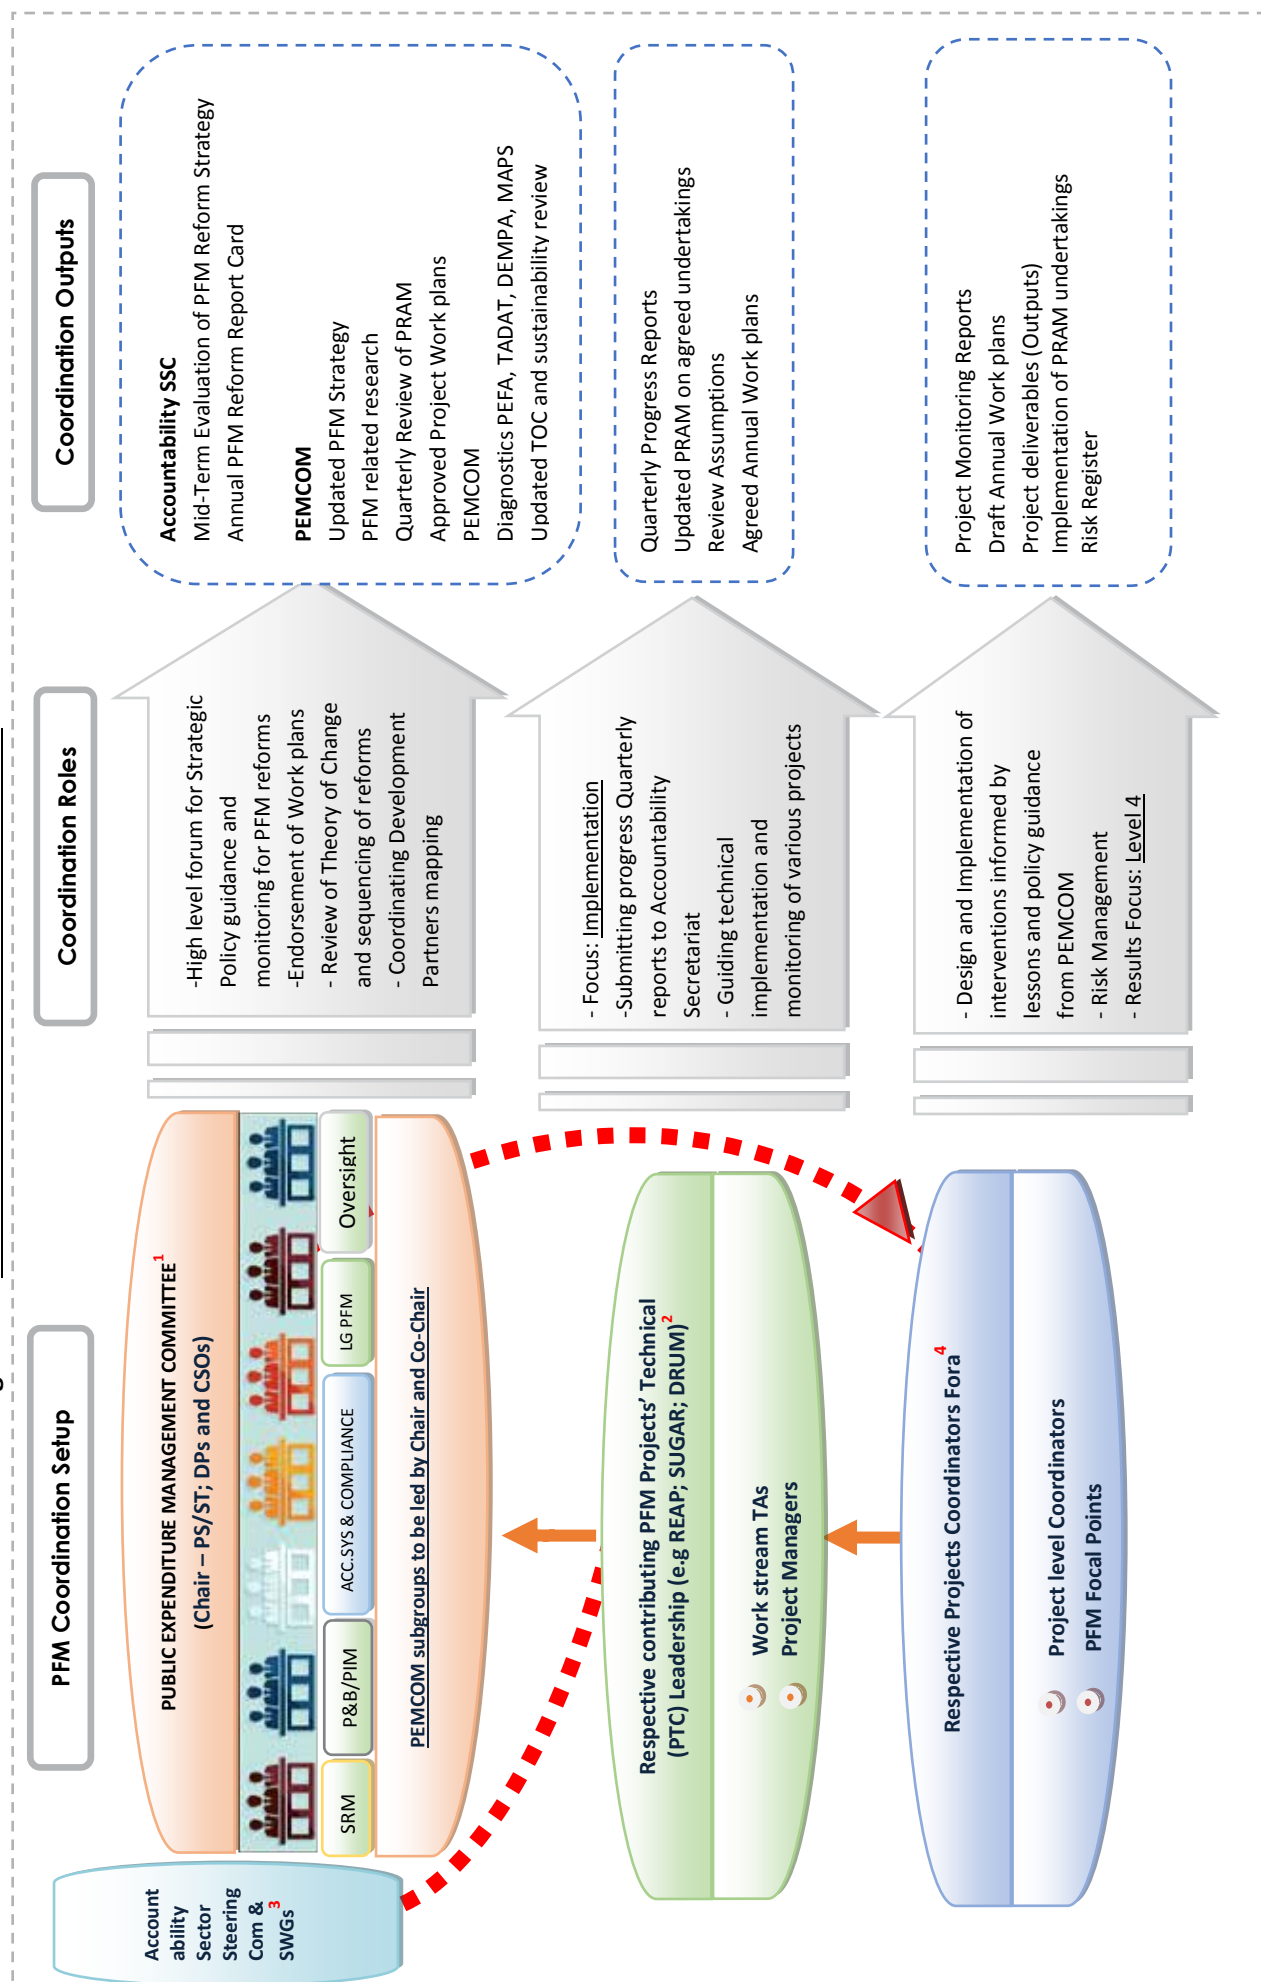 PFM Coordination Setup
Coordination Roles
Coordination Outputs
Account
ability
Sector
Steering
Com &
SWGs3
PUBLIC EXPENDITURE MANAGEMENT COMMITTEE1
(Chair – PS/ST; DPs and CSOs)
SRM
P&B/PIM
ACC.SYS & COMPLIANCE
LG PFM
Oversight
PEMCOM subgroups to be led by Chair and Co-Chair
-High level forum for Strategic
Policy guidance and
monitoring for PFM reforms
-Endorsement of Work plans
- Review of Theory of Change
and sequencing of reforms
- Coordinating Development
Partners mapping
Accountability SSC
Mid-Term Evaluation of PFM Reform Strategy
Annual PFM Reform Report Card
PEMCOM
Updated PFM Strategy
PFM related research
Quarterly Review of PRAM
Approved Project Work plans
PEMCOM
Diagnostics PEFA, TADAT, DEMPA, MAPS
Updated TOC and sustainability review
Respective contributing PFM Projects’ Technical
(PTC) Leadership (e.g REAP; SUGAR; DRUM)2
Work stream TAs
Project Managers
- Focus: Implementation
-Submitting progress Quarterly
reports to Accountability
Secretariat
- Guiding technical
implementation and
monitoring of various projects
Quarterly Progress Reports
Updated PRAM on agreed undertakings
Review Assumptions
Agreed Annual Work plans
Respective Projects Coordinators Fora4
Project level Coordinators
PFM Focal Points
- Design and Implementation of
interventions informed by
lessons and policy guidance
from PEMCOM
- Risk Management
- Results Focus: Level 4
Project Monitoring Reports
Draft Annual Work plans
Project deliverables (Outputs)
Implementation of PRAM undertakings
Risk Register